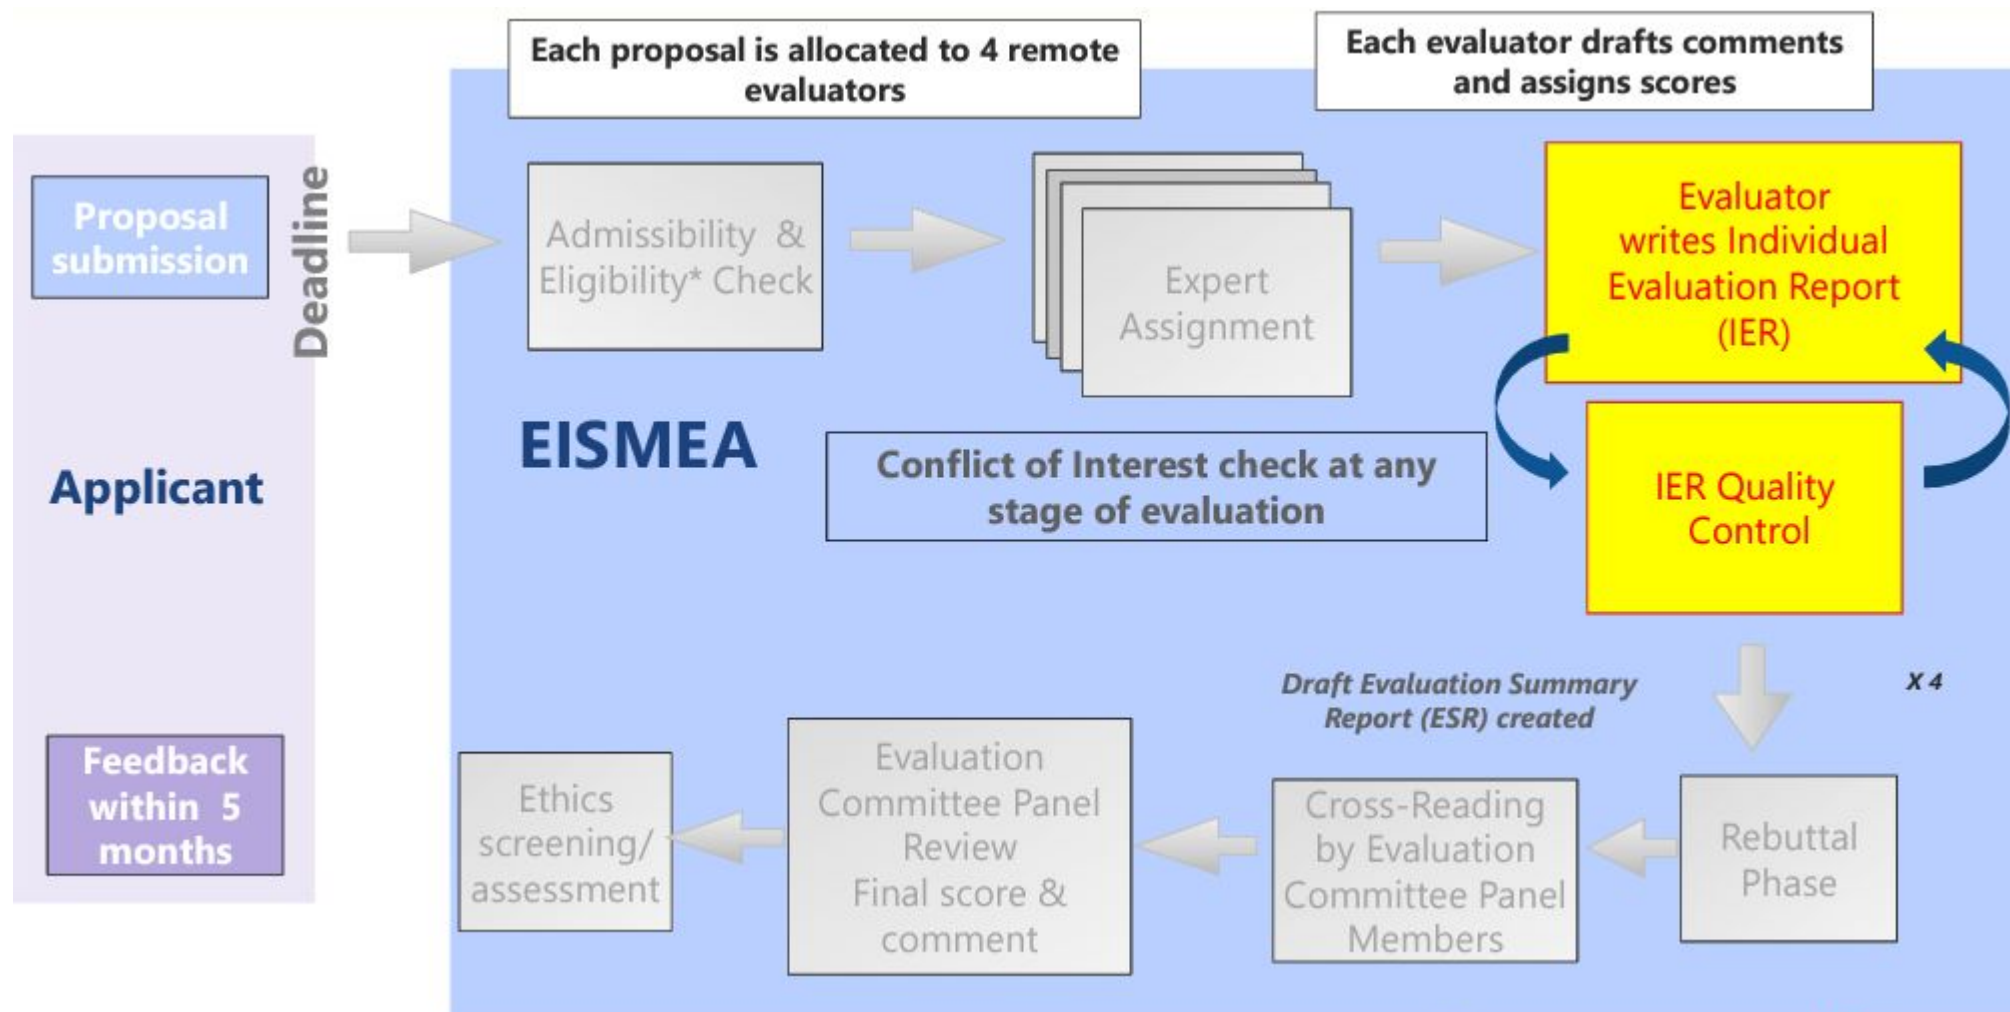 Each proposal is allocated to 4 remote
evaluators
Each evaluator drafts comments
and assigns scores
Proposal
submission
Deadline
Admissibility &
Eligibility* Check
Expert
Assignment
Evaluator
writes Individual
Evaluation Report
(IER)
Applicant
EISMEA
Conflict of Interest check at any
stage of evaluation
IER Quality
Control
Draft Evaluation Summary
Report (ESR) created
X 4
Feedback
within 5
months
Ethics
screening/
assessment
Evaluation
Committee Panel
Review
Final score &
comment
Cross-Reading
by Evaluation
Committee Panel
Members
Rebuttal
Phase